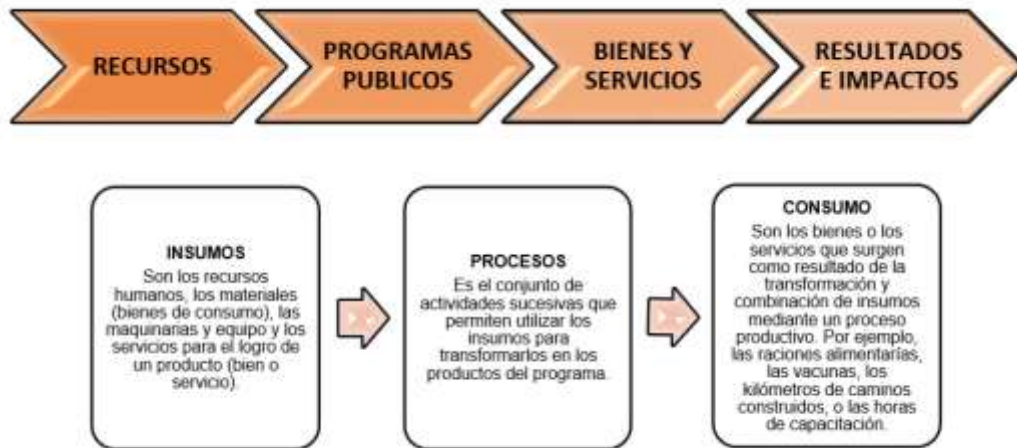 RECURSOS
PROGRAMAS
PUBLICOS
BIENES Y
SERVICIOS
RESULTADOS
E IMPACTOS
INSUMOS
Son los recursos
humanos, los materiales
(bienes de consumo), las
maquinarias y equipo y los
servicios para el logro de
un producto (bien o
servicio).
PROCESOS
Es el conjunto de
actividades sucesivas que
permiten utilizar los
insumos para
transformarlos en los
productos del programa.
CONSUMO
Son los bienes o los
servicios que surgen
como resultado de la
transformación y
combinación de insumos
mediante un proceso
productivo. Por ejemplo,
las raciones alimentarías,
las vacunas, los
kilómetros de caminos
construidos, o las horas
de capacitación.